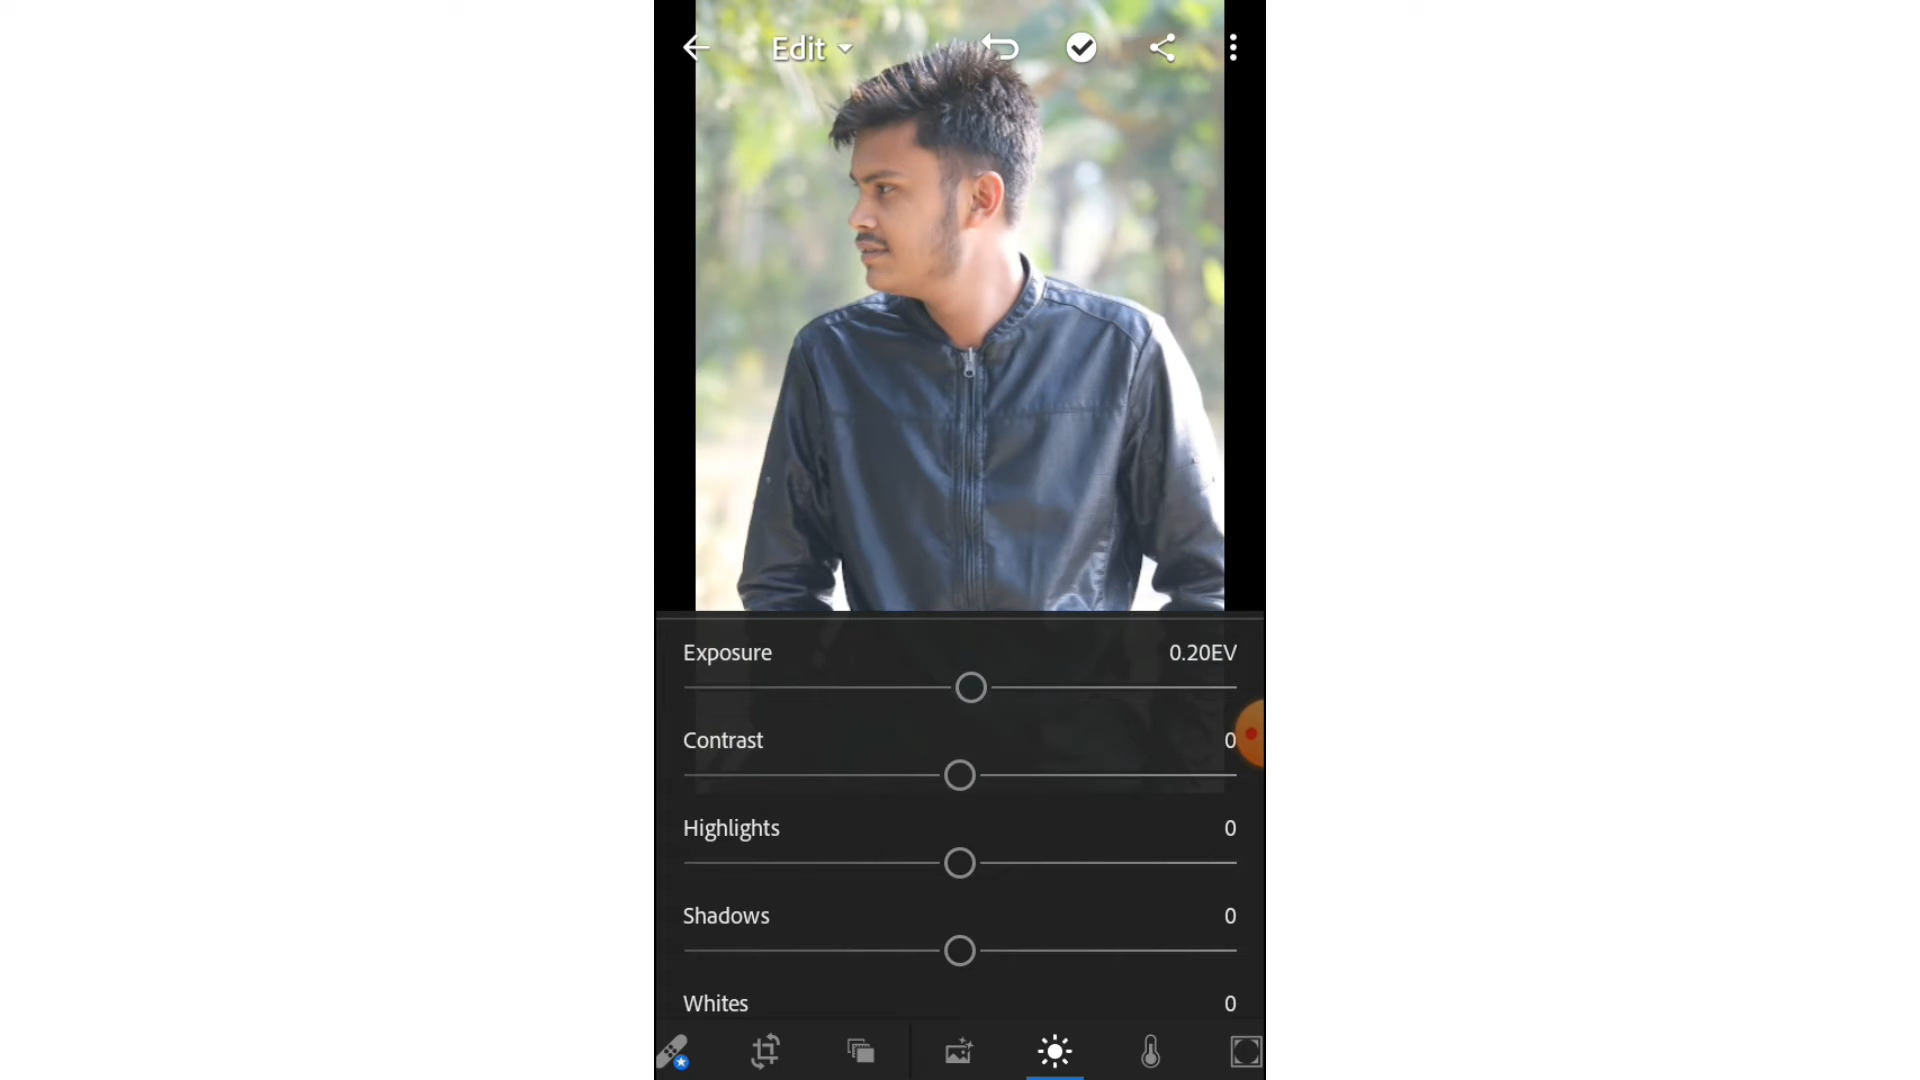 Edit
Exposure 0.20EV
Contrast 0
Highlights 0
Shadows 0
Whites 0